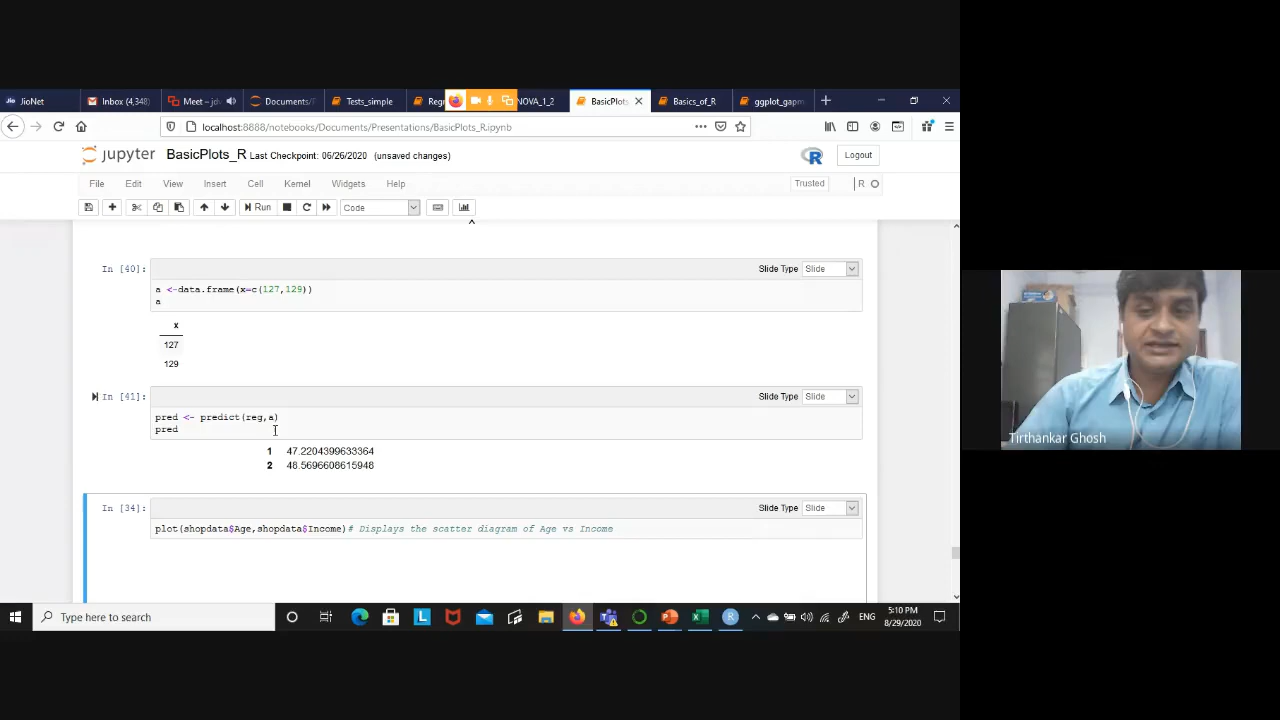 JioNet
Inbox (4,348)
Meet – jd
Documents/
Tests_simple
Reg
NOVA_1_2
BasicPlots
Basics_of_R
ggplot_gapm
localhost:8888/notebooks/Documents/Presentations/BasicPlots_R.ipynb
jupyter BasicPlots_R Last Checkpoint: 06/26/2020 (unsaved changes)
Logout
File Edit View Insert Cell Kernel Widgets Help
Trusted
R
Run
Code
In [40]:
Slide Type
Slide
a <-data.frame(x=c(127,129))
a
x
127
129
In [41]:
Slide Type
Slide
pred <- predict(reg,a)
pred
1 47.2204399633364
2 48.5696608615948
In [34]:
Slide Type
Slide
plot(shopdata$Age,shopdata$Income)# Displays the scatter diagram of Age vs Income
Tirthankar Ghosh
Type here to search
ENG
5:10 PM
8/29/2020